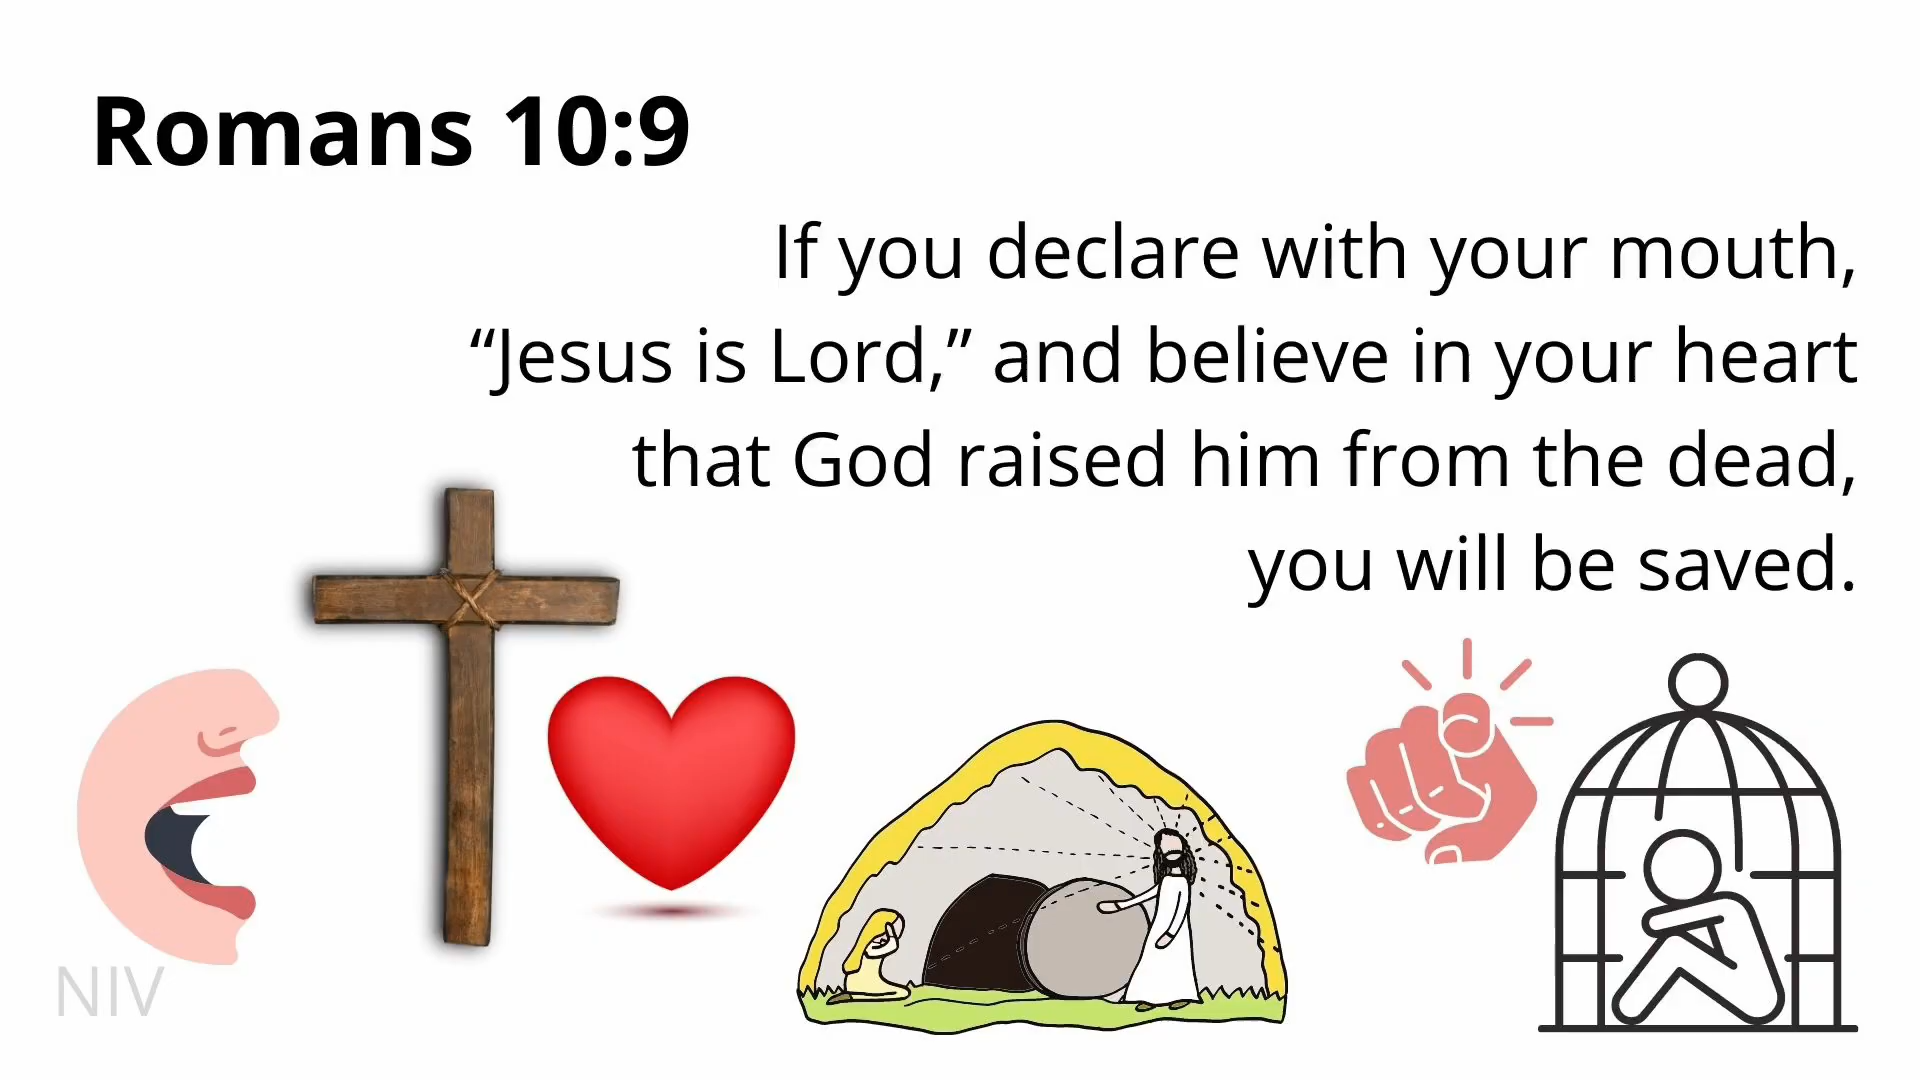 Romans 10:9
If you declare with your mouth,
“Jesus is Lord,” and believe in your heart
that God raised him from the dead,
you will be saved.
NIV